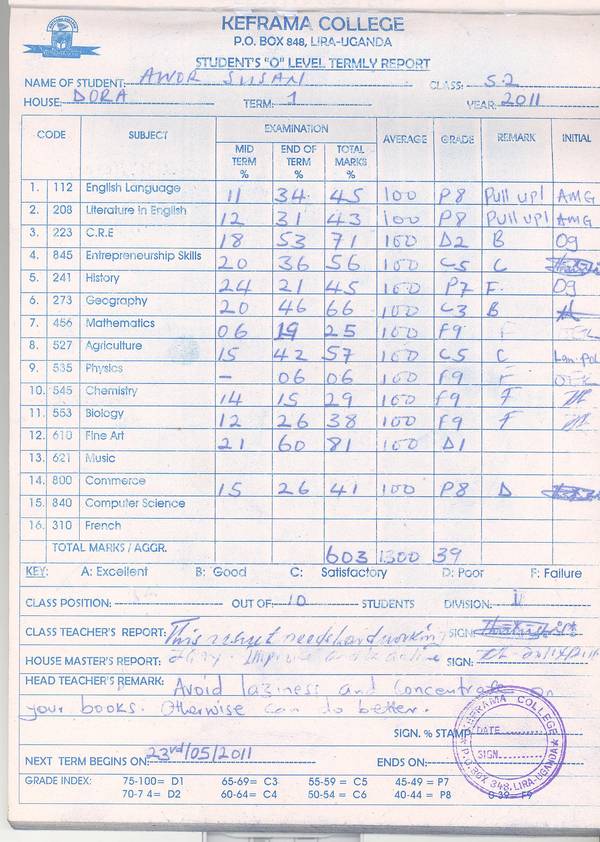 KEFRAMA COLLEGE
P.O. BOX 848, LIRA-UGANDA
STUDENT'S "O" LEVEL TERMLY REPORT
NAME OF STUDENT: AWOR SUSAN CLASS: S2
HOUSE: DORA TERM: 1 YEAR: 2011
CODE SUBJECT EXAMINATION AVERAGE GRADE REMARK INITIAL
MID TERM % END OF TERM % TOTAL MARKS %
1. 112 English Language 11 34 45 100 P8 Pull up! AMG
2. 208 Literature in English 12 31 43 100 P8 Pull up! AMG
3. 223 C.R.E 18 53 71 100 D2 B Og
4. 845 Entrepreneurship Skills 20 36 56 100 C5 C
5. 241 History 24 21 45 100 P7 F Og
6. 273 Geography 20 46 66 100 C3 B
7. 456 Mathematics 06 19 25 100 F9 F
8. 527 Agriculture 15 42 57 100 C5 C
9. 535 Physics - 06 06 100 F9 F
10. 545 Chemistry 14 15 29 100 F9 F
11. 553 Biology 12 26 38 100 F9 F
12. 610 Fine Art 21 60 81 100 D1
13. 621 Music
14. 800 Commerce 15 26 41 100 P8 D
15. 840 Computer Science
16. 310 French
TOTAL MARKS / AGGR. 603 1300 39
KEY: A: Excellent B: Good C: Satisfactory D: Poor F: Failure
CLASS POSITION: OUT OF: 10 STUDENTS DIVISION: ii
CLASS TEACHER'S REPORT: This result needs hard working SIGN:
HOUSE MASTER'S REPORT: Improve SIGN:
HEAD TEACHER'S REMARK: Avoid laziness and concentrate on
your books. Otherwise can do better.
SIGN. % STAMP
KEFRAMA COLLEGE
DATE
SIGN.
P.O. BOX 848, LIRA-UGANDA
NEXT TERM BEGINS ON: 23rd/05/2011 ENDS ON:
GRADE INDEX: 75-100= D1 65-69= C3 55-59 = C5 45-49 = P7
70-7 4= D2 60-64= C4 50-54 = C6 40-44 = P8 0-39= F9